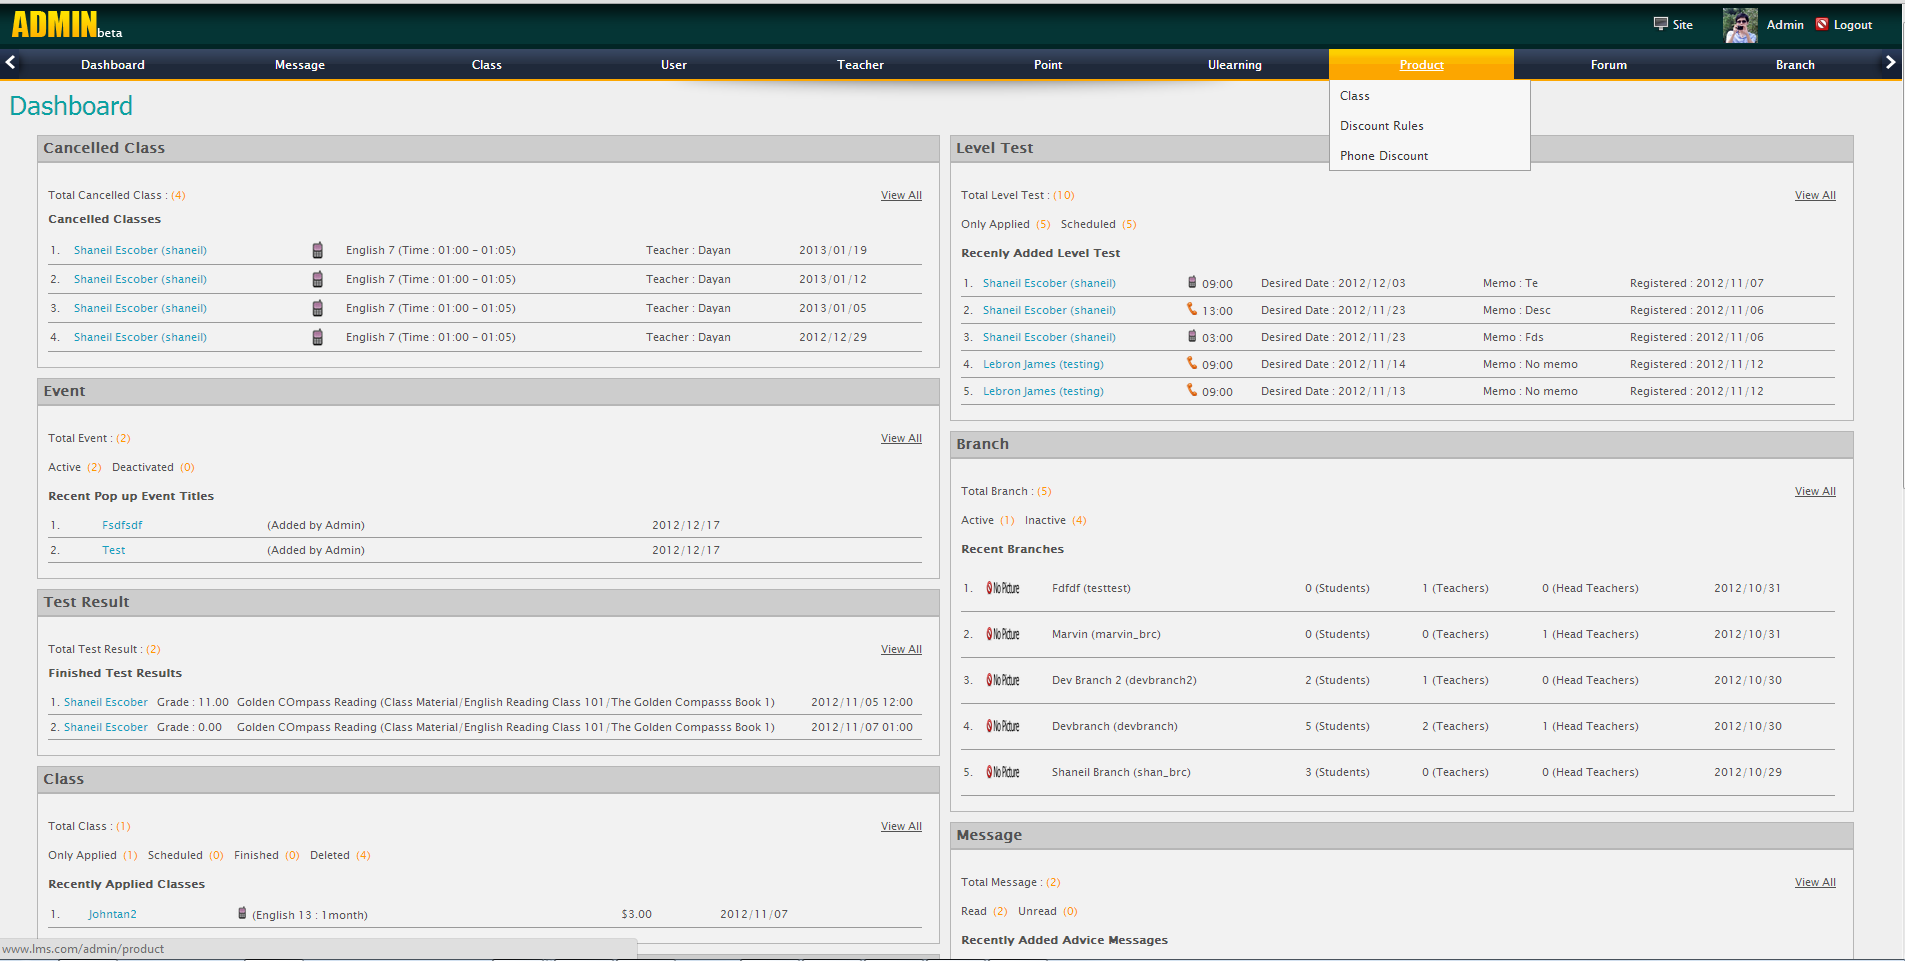 ADMINbeta
Site Admin Logout
Dashboard Message Class User Teacher Point Ulearning Product Forum Branch
Class
Discount Rules
Phone Discount
Dashboard
Cancelled Class
Total Cancelled Class : (4) View All
Cancelled Classes
1. Shaneil Escober (shaneil) English 7 (Time : 01:00 - 01:05) Teacher : Dayan 2013/01/19
2. Shaneil Escober (shaneil) English 7 (Time : 01:00 - 01:05) Teacher : Dayan 2013/01/12
3. Shaneil Escober (shaneil) English 7 (Time : 01:00 - 01:05) Teacher : Dayan 2013/01/05
4. Shaneil Escober (shaneil) English 7 (Time : 01:00 - 01:05) Teacher : Dayan 2012/12/29
Event
Total Event : (2) View All
Active (2) Deactivated (0)
Recent Pop up Event Titles
1. Fsdfsdf (Added by Admin) 2012/12/17
2. Test (Added by Admin) 2012/12/17
Test Result
Total Test Result : (2) View All
Finished Test Results
1. Shaneil Escober Grade : 11.00 Golden COmpass Reading (Class Material/English Reading Class 101/The Golden Compasss Book 1) 2012/11/05 12:00
2. Shaneil Escober Grade : 0.00 Golden COmpass Reading (Class Material/English Reading Class 101/The Golden Compasss Book 1) 2012/11/07 01:00
Class
Total Class : (1) View All
Only Applied (1) Scheduled (0) Finished (0) Deleted (4)
Recently Applied Classes
1. Johntan2 (English 13 : 1month) $3.00 2012/11/07
Level Test
Total Level Test : (10) View All
Only Applied (5) Scheduled (5)
Recenly Added Level Test
1. Shaneil Escober (shaneil) 09:00 Desired Date : 2012/12/03 Memo : Te Registered : 2012/11/07
2. Shaneil Escober (shaneil) 13:00 Desired Date : 2012/11/23 Memo : Desc Registered : 2012/11/06
3. Shaneil Escober (shaneil) 03:00 Desired Date : 2012/11/23 Memo : Fds Registered : 2012/11/06
4. Lebron James (testing) 09:00 Desired Date : 2012/11/14 Memo : No memo Registered : 2012/11/12
5. Lebron James (testing) 09:00 Desired Date : 2012/11/13 Memo : No memo Registered : 2012/11/12
Branch
Total Branch : (5) View All
Active (1) Inactive (4)
Recent Branches
1. No Picture Fdfdf (testtest) 0 (Students) 1 (Teachers) 0 (Head Teachers) 2012/10/31
2. No Picture Marvin (marvin_brc) 0 (Students) 0 (Teachers) 1 (Head Teachers) 2012/10/31
3. No Picture Dev Branch 2 (devbranch2) 2 (Students) 1 (Teachers) 0 (Head Teachers) 2012/10/30
4. No Picture Devbranch (devbranch) 5 (Students) 2 (Teachers) 1 (Head Teachers) 2012/10/30
5. No Picture Shaneil Branch (shan_brc) 3 (Students) 0 (Teachers) 0 (Head Teachers) 2012/10/29
Message
Total Message : (2) View All
Read (2) Unread (0)
Recently Added Advice Messages
www.lms.com/admin/product